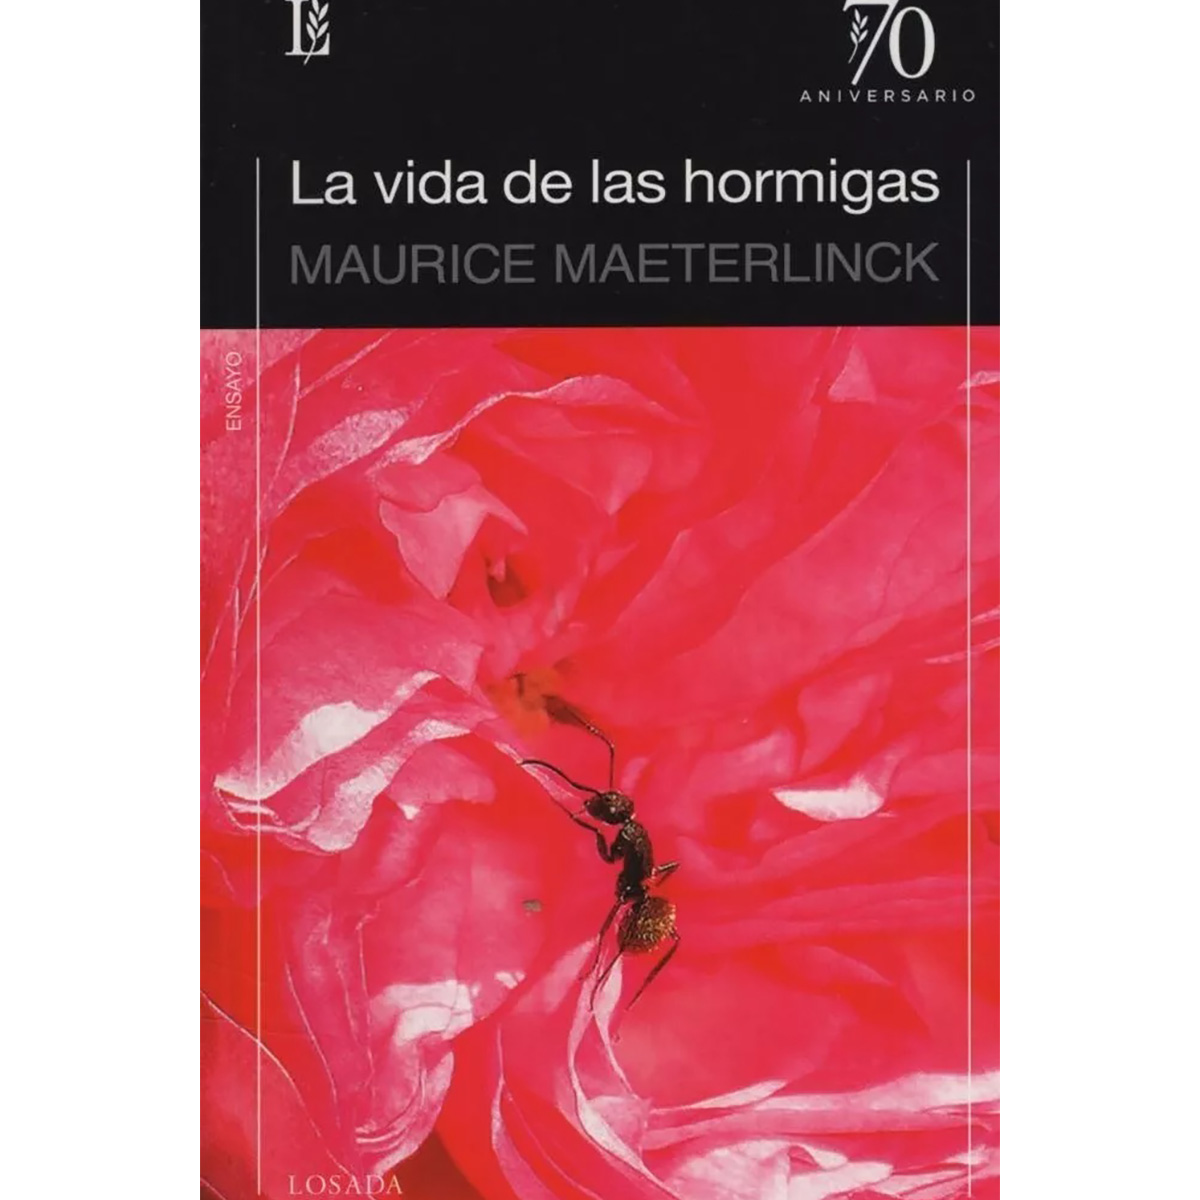 L
70
ANIVERSARIO
La vida de las hormigas
MAURICE MAETERLINCK
ENSAYO
LOSADA